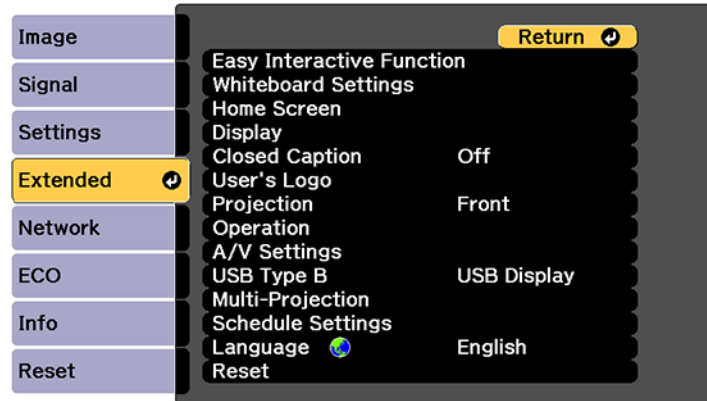 Image
Signal
Settings
Extended
Network
ECO
Info
Reset
Return
Easy Interactive Function
Whiteboard Settings
Home Screen
Display
Closed Caption Off
User's Logo
Projection Front
Operation
A/V Settings
USB Type B USB Display
Multi-Projection
Schedule Settings
Language English
Reset